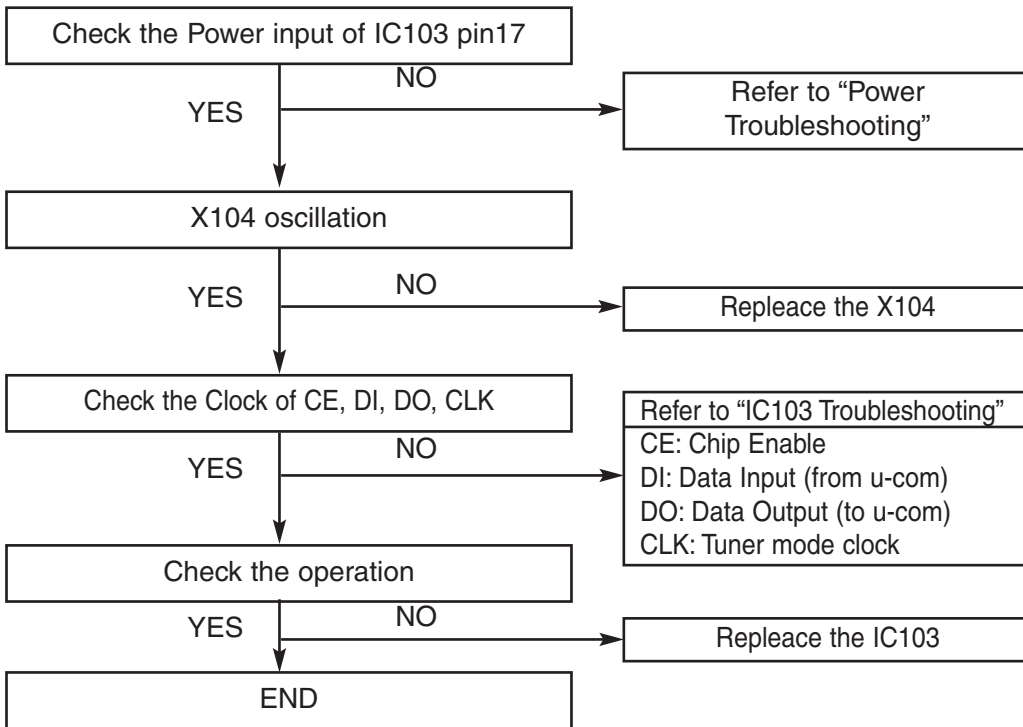 Check the Power input of IC103 pin17
NO
YES
Refer to “Power
Troubleshooting”
X104 oscillation
NO
YES
Repleace the X104
Check the Clock of CE, DI, DO, CLK
NO
YES
Refer to “IC103 Troubleshooting”
CE: Chip Enable
DI: Data Input (from u-com)
DO: Data Output (to u-com)
CLK: Tuner mode clock
Check the operation
NO
YES
Repleace the IC103
END